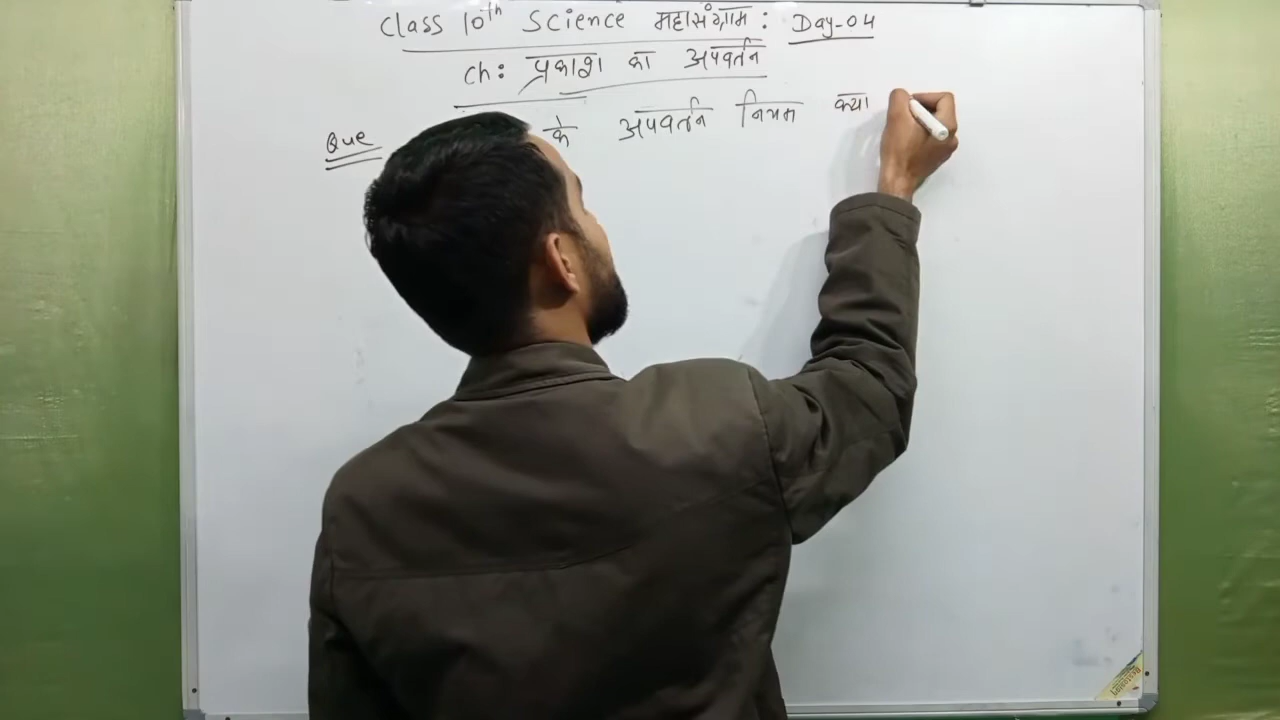 Class 10th Science महासंग्राम : Day-04
Ch: प्रकाश का अपवर्तन
Que के अपवर्तन नियम क्या